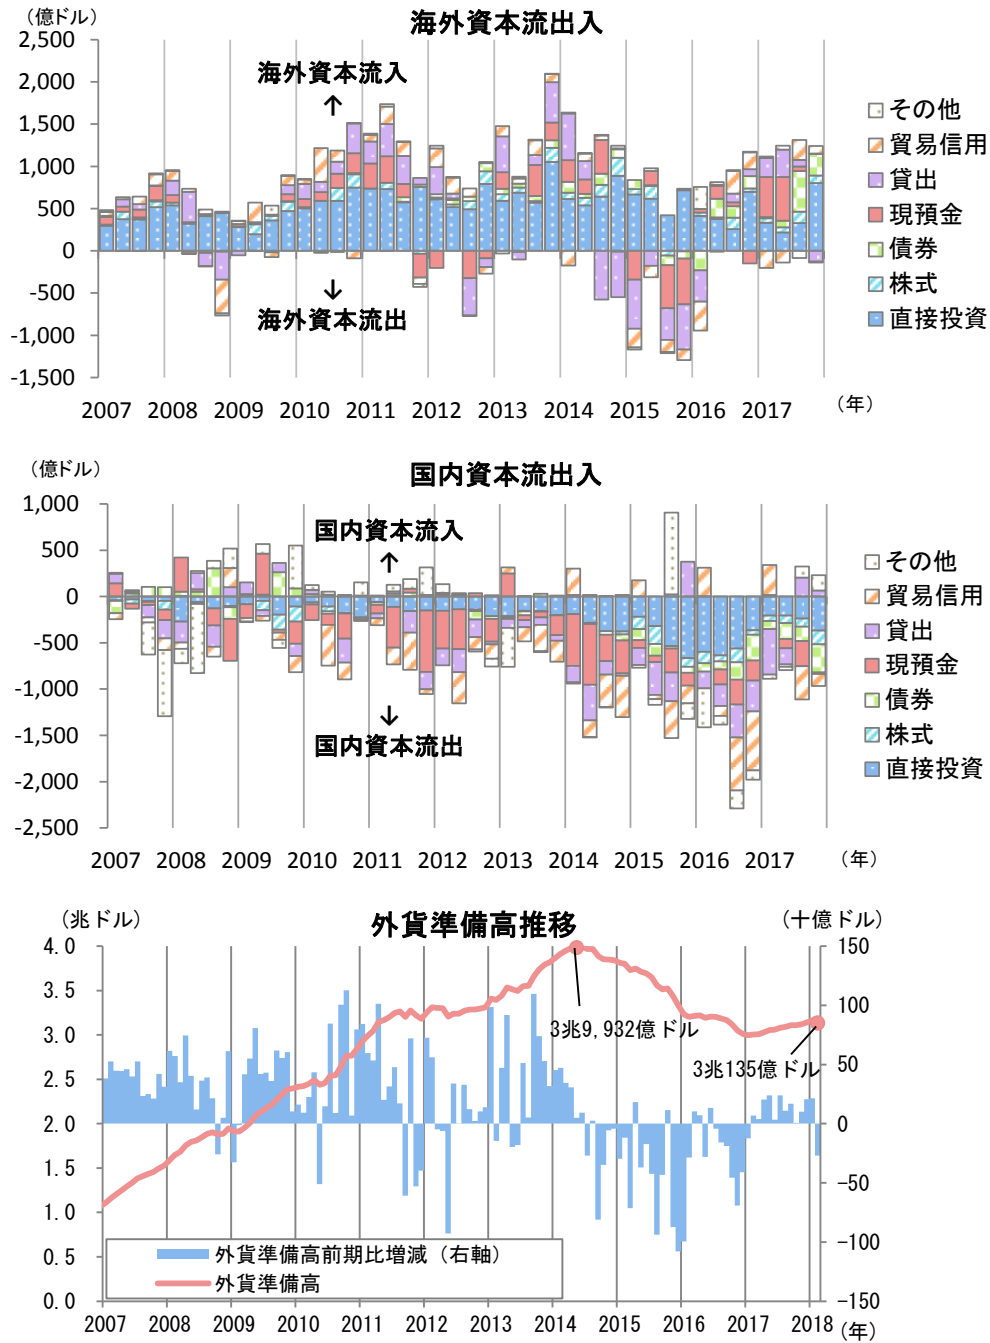 （億ドル）
海外資本流出入
2,500
2,000
1,500
1,000
500
0
-500
-1,000
-1,500
海外資本流入
↑
↓
海外資本流出
その他
貿易信用
貸出
現預金
債券
株式
直接投資
2007 2008 2009 2010 2011 2012 2013 2014 2015 2016 2017
（年）
（億ドル）
国内資本流出入
1,000
500
0
-500
-1,000
-1,500
-2,000
-2,500
国内資本流入
↑
↓
国内資本流出
その他
貿易信用
貸出
現預金
債券
株式
直接投資
2007 2008 2009 2010 2011 2012 2013 2014 2015 2016 2017
（年）
（兆ドル）
外貨準備高推移
（十億ドル）
4.0
3.5
3.0
2.5
2.0
1.5
1.0
0.5
0.0
150
100
50
0
-50
-100
-150
3兆9,932億ドル
3兆135億ドル
外貨準備高前期比増減（右軸）
外貨準備高
2007 2008 2009 2010 2011 2012 2013 2014 2015 2016 2017 2018
（年）